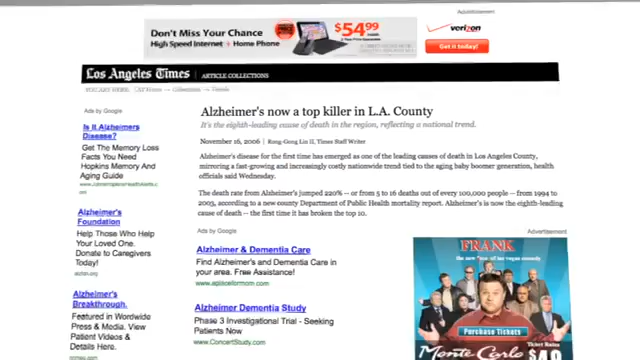 Advertisement
Don't Miss Your Chance
High Speed Internet + Home Phone
$54.99
verizon
Get it today!
Los Angeles Times | ARTICLE COLLECTIONS
YOU ARE HERE: LAT Home → Collections → Trends
Ads by Google
Is It Alzheimers
Disease?
Get The Memory Loss
Facts You Need
Hopkins Memory And
Aging Guide
Alzheimer's
Foundation
Help Those Who Help
Your Loved One.
Donate to Caregivers
Today!
alzfdn.org
Alzheimer's
Breakthrough.
Featured in Worldwide
Press & Media. View
Patient Videos &
Details Here.
Alzheimer's now a top killer in L.A. County
It's the eighth-leading cause of death in the region, reflecting a national trend.
November 16, 2006 | Rong-Gong Lin II, Times Staff Writer
Alzheimer's disease for the first time has emerged as one of the leading causes of death in Los Angeles County,
mirroring a fast-growing and increasingly costly nationwide trend tied to the aging baby boomer generation, health
officials said Wednesday.
The death rate from Alzheimer's jumped 220% -- or from 5 to 16 deaths out of every 100,000 people -- from 1994 to
2003, according to a new county Department of Public Health mortality report. Alzheimer's is now the eighth-leading
cause of death -- the first time it has broken the top 10.
Ads by Google
Alzheimer & Dementia Care
Find Alzheimer's and Dementia Care in
your area. Free Assistance!
www.aplaceformom.com
Alzheimer Dementia Study
Phase 3 Investigational Trial - Seeking
Patients Now
www.ConcertStudy.com
Advertisement
FRANK
Purchase Tickets
Monte Carlo
Ticket Rates
$49